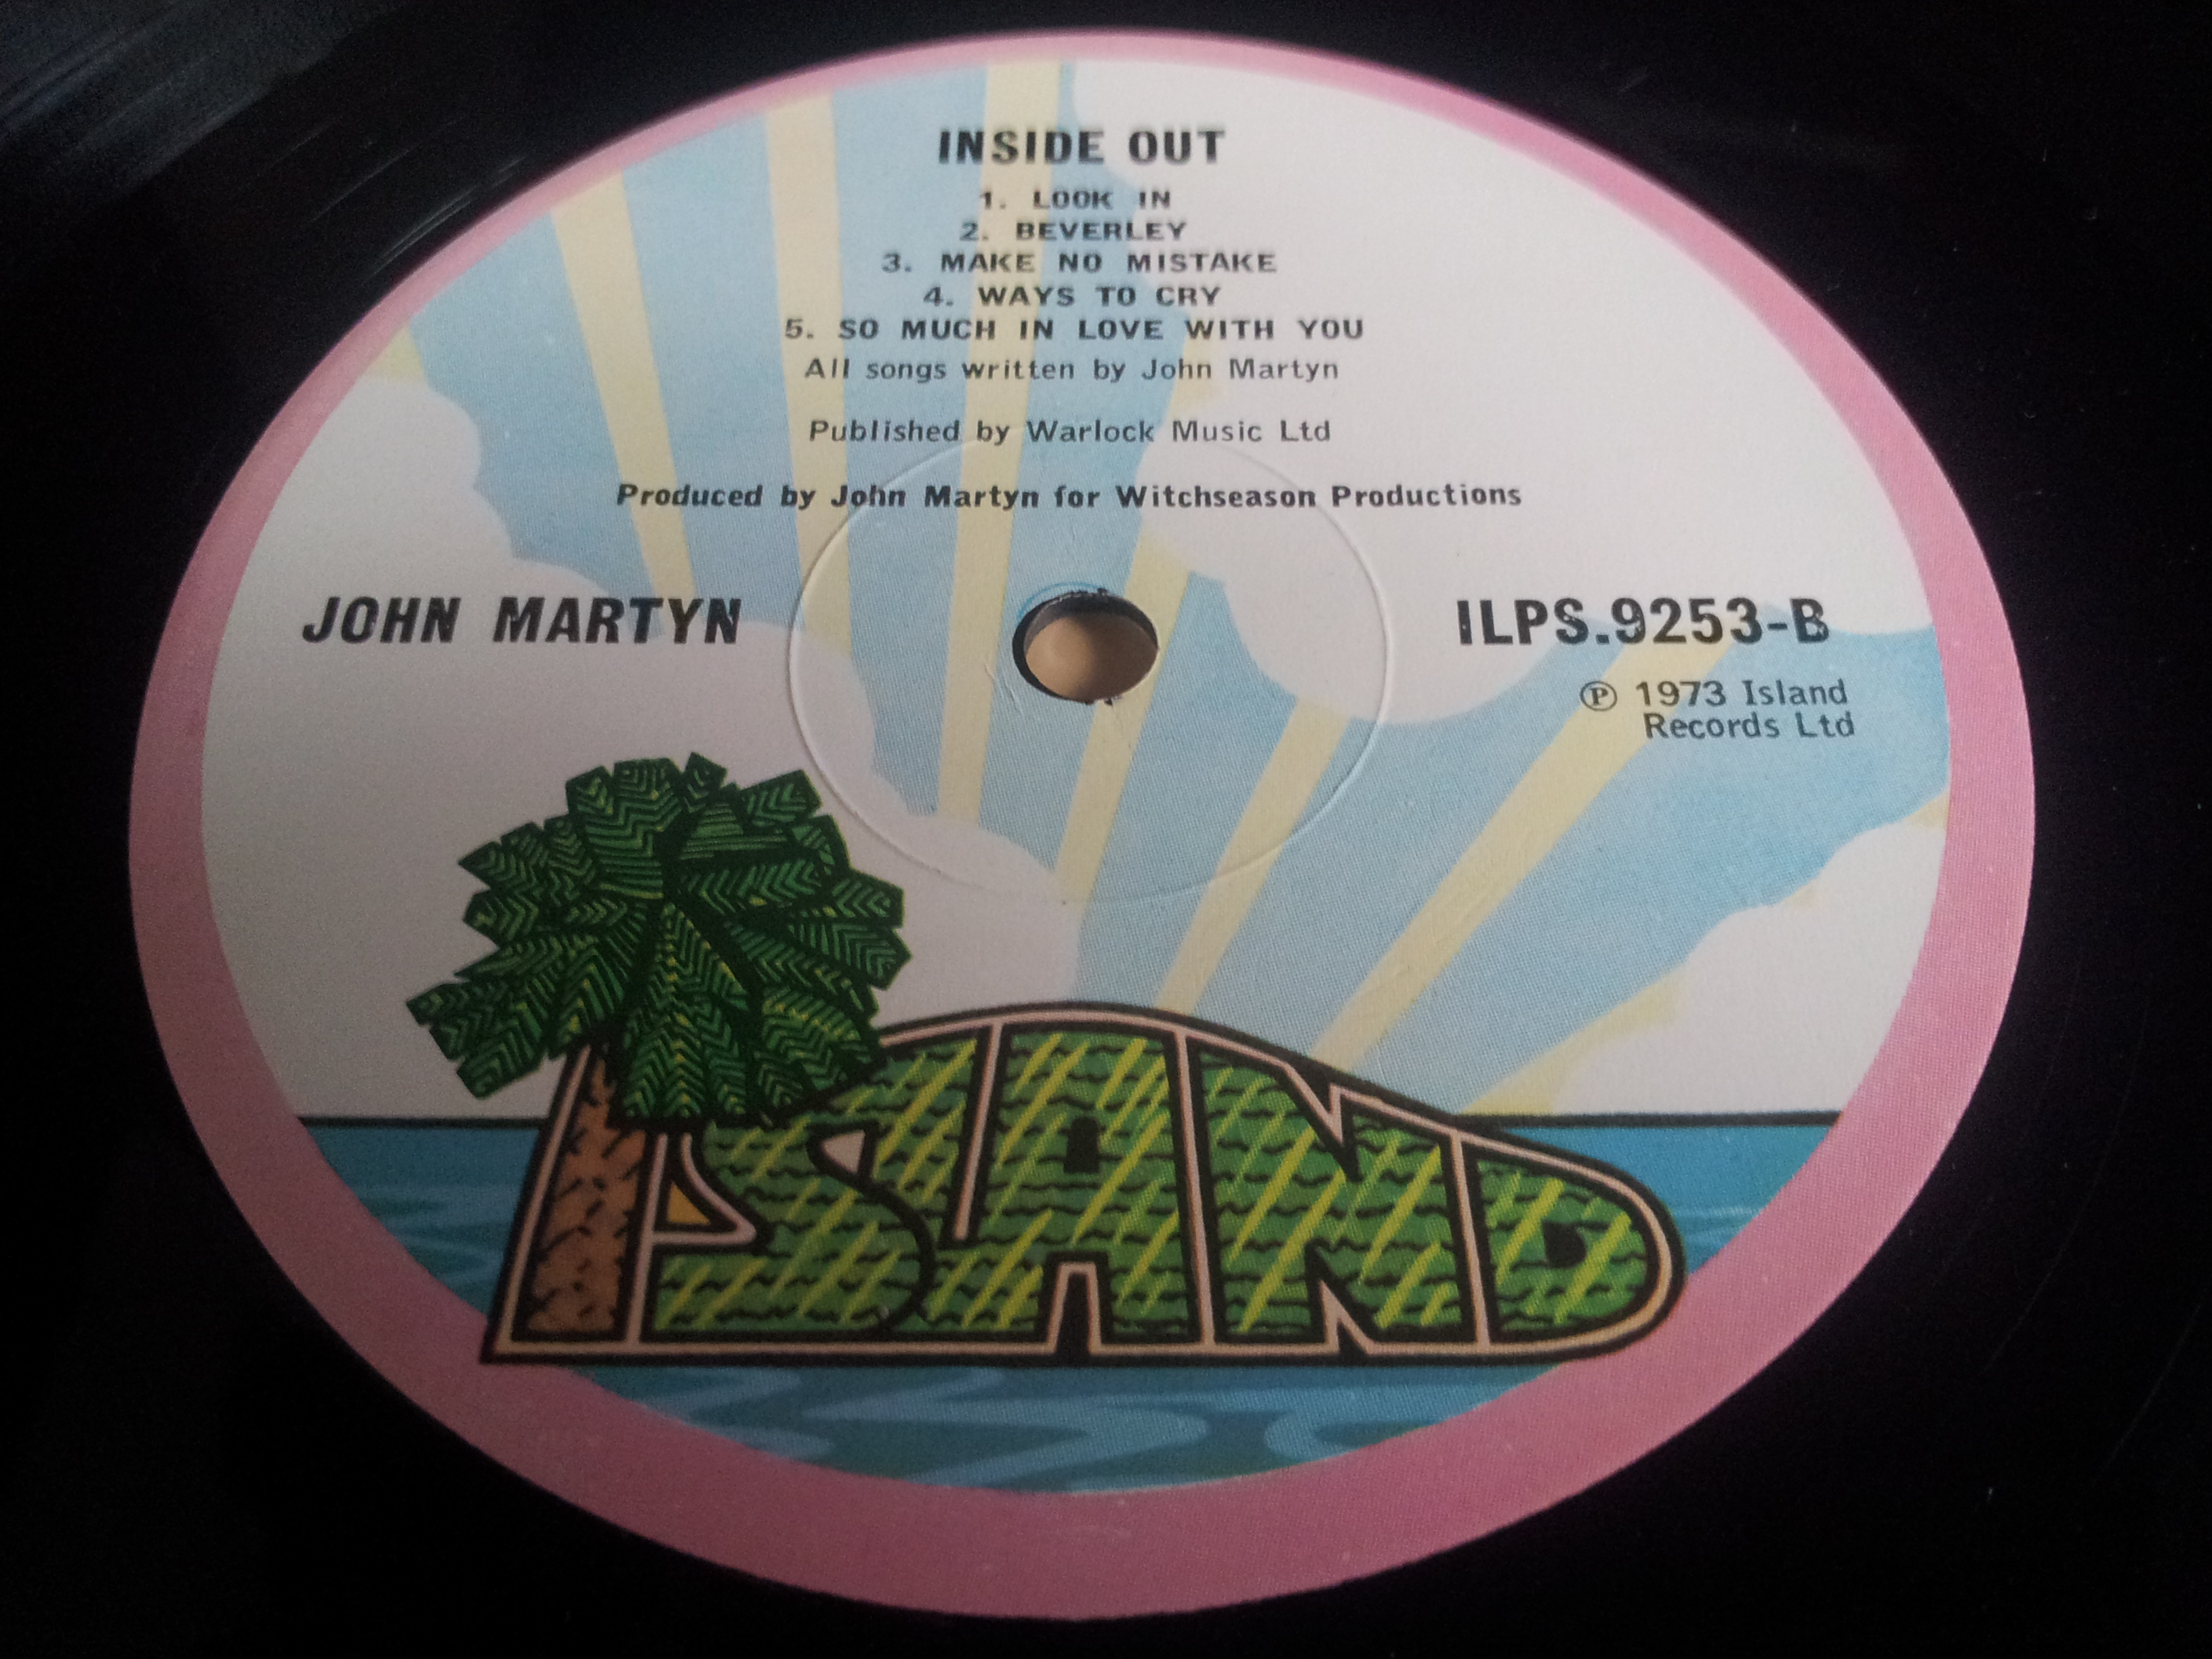 INSIDE OUT
1. LOOK IN
2. BEVERLEY
3. MAKE NO MISTAKE
4. WAYS TO CRY
5. SO MUCH IN LOVE WITH YOU
All songs written by John Martyn
Published by Warlock Music Ltd
Produced by John Martyn for Witchseason Productions
JOHN MARTYN
ILPS.9253-B
℗ 1973 Island
Records Ltd
ISLAND